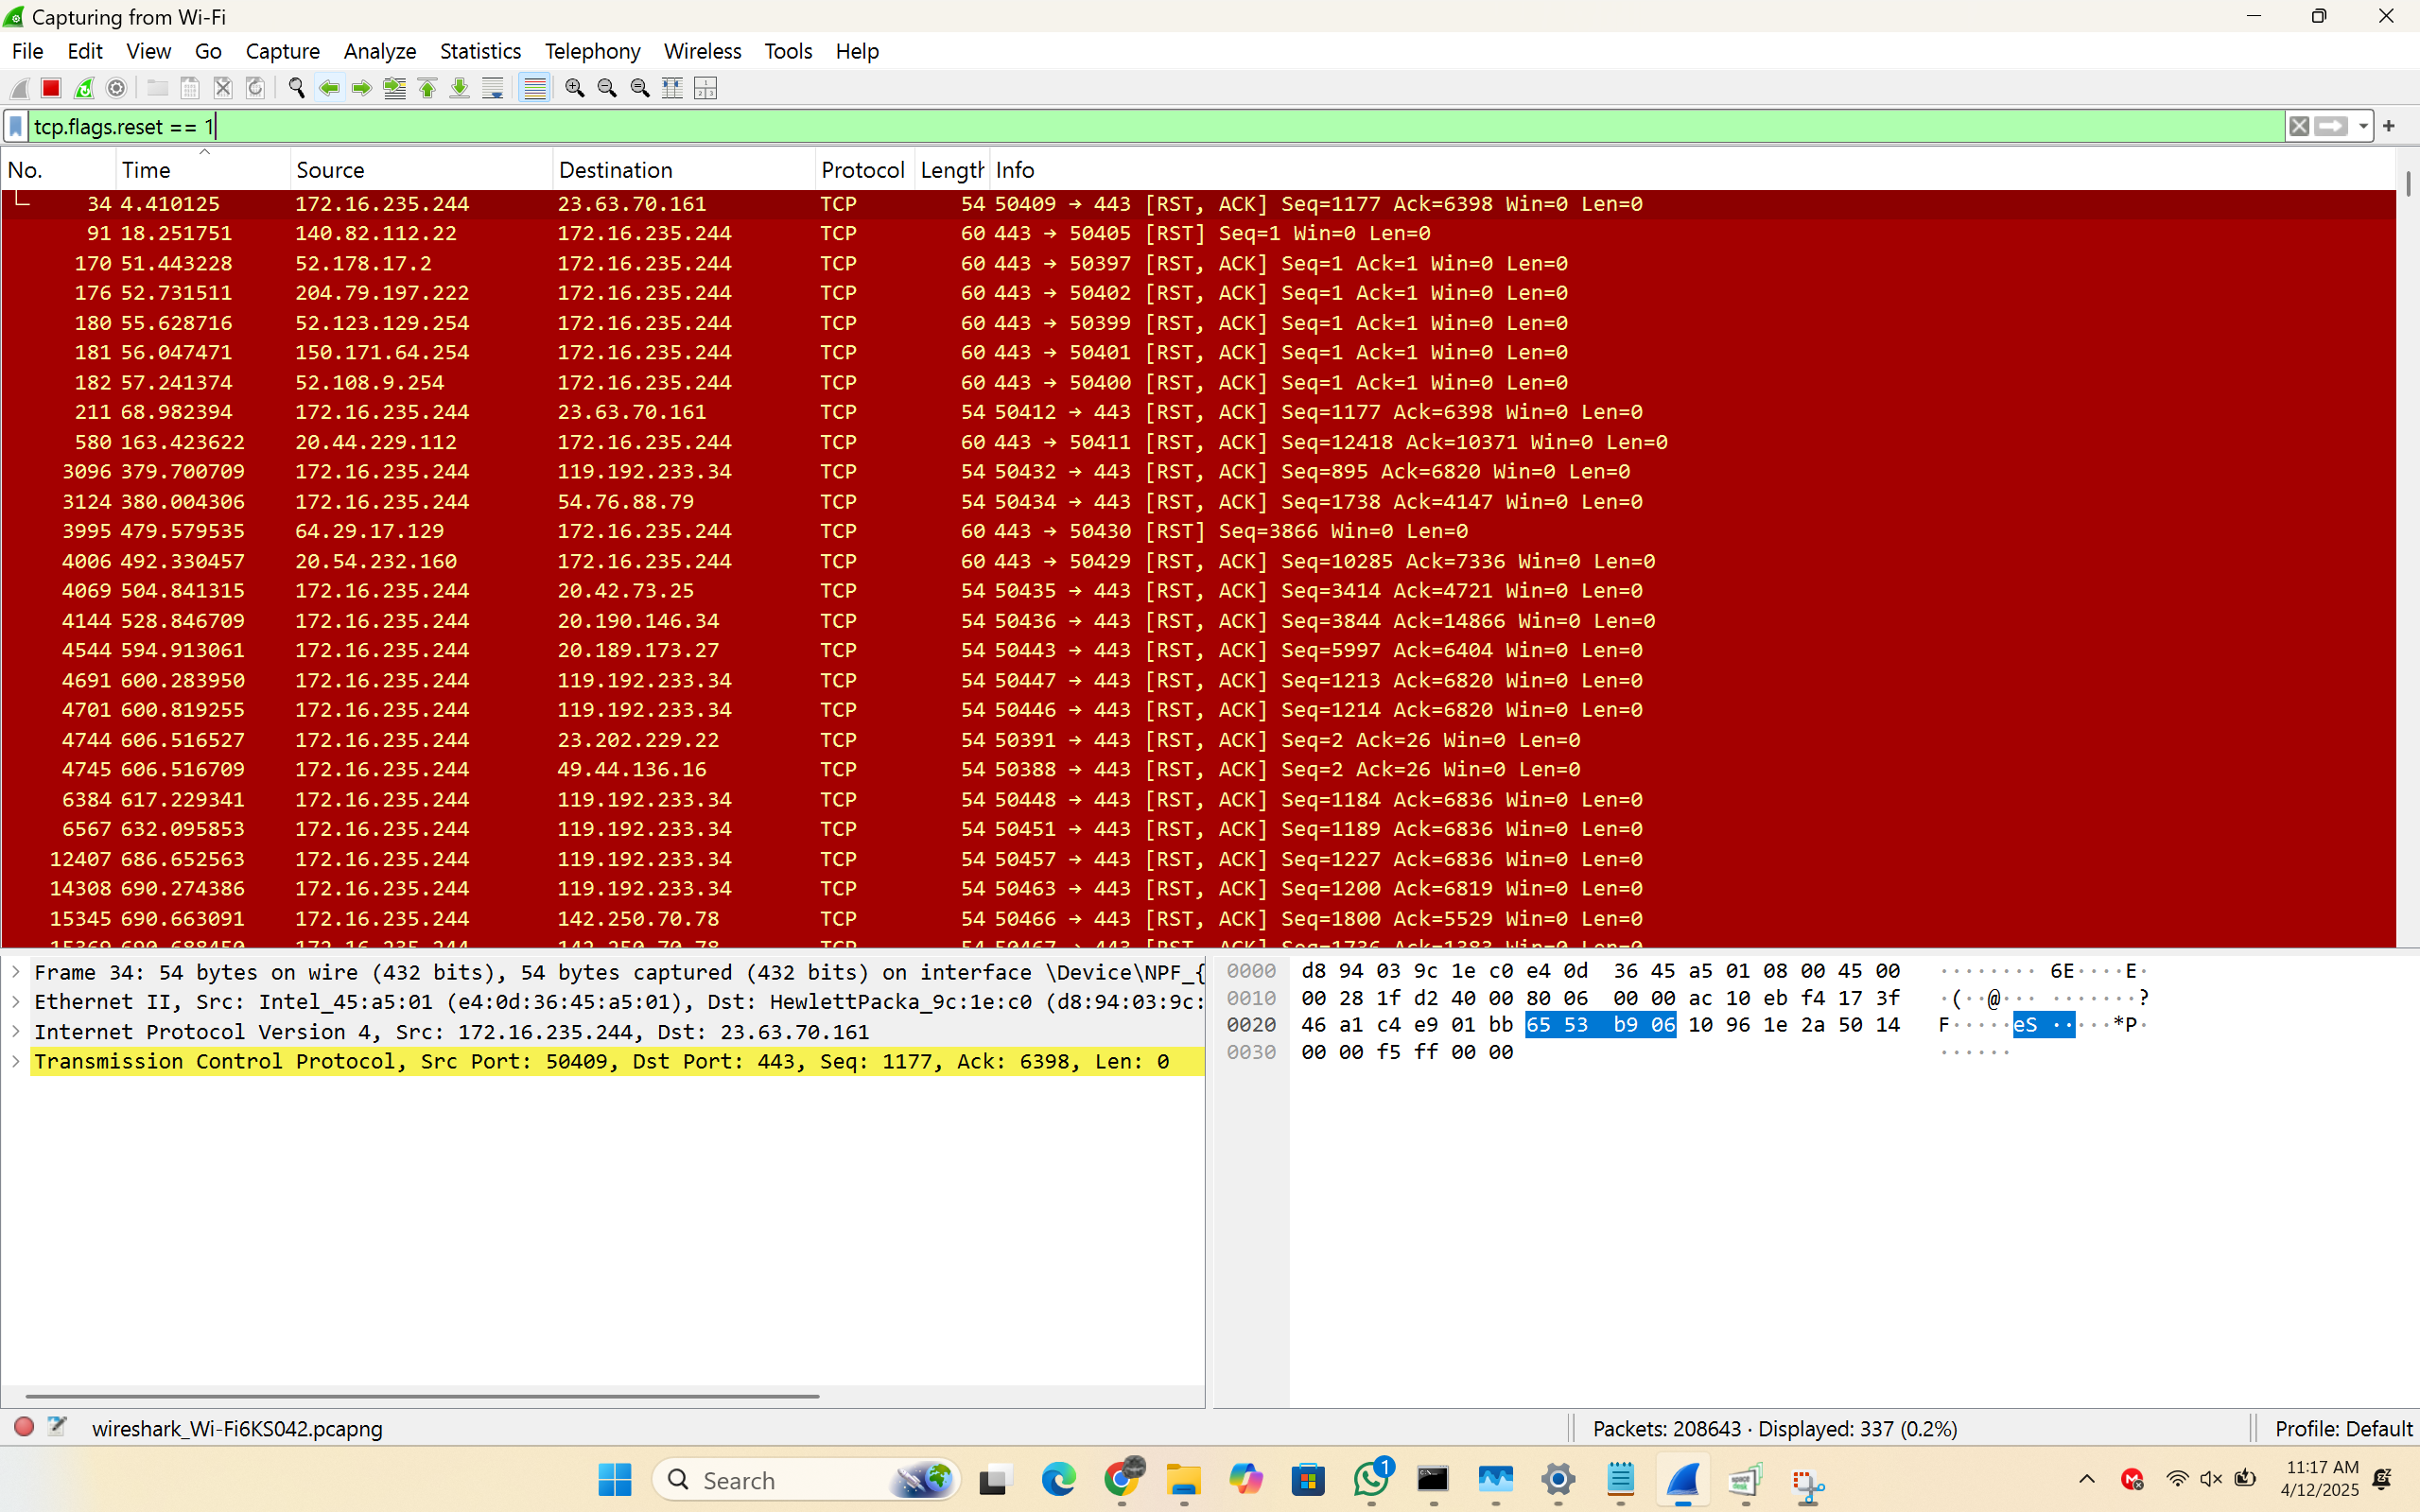 Capturing from Wi-Fi
File Edit View Go Capture Analyze Statistics Telephony Wireless Tools Help
tcp.flags.reset == 1
No. Time Source Destination Protocol Length Info
34 4.410125 172.16.235.244 23.63.70.161 TCP 54 50409 → 443 [RST, ACK] Seq=1177 Ack=6398 Win=0 Len=0
91 18.251751 140.82.112.22 172.16.235.244 TCP 60 443 → 50405 [RST] Seq=1 Win=0 Len=0
170 51.443228 52.178.17.2 172.16.235.244 TCP 60 443 → 50397 [RST, ACK] Seq=1 Ack=1 Win=0 Len=0
176 52.731511 204.79.197.222 172.16.235.244 TCP 60 443 → 50402 [RST, ACK] Seq=1 Ack=1 Win=0 Len=0
180 55.628716 52.123.129.254 172.16.235.244 TCP 60 443 → 50399 [RST, ACK] Seq=1 Ack=1 Win=0 Len=0
181 56.047471 150.171.64.254 172.16.235.244 TCP 60 443 → 50401 [RST, ACK] Seq=1 Ack=1 Win=0 Len=0
182 57.241374 52.108.9.254 172.16.235.244 TCP 60 443 → 50400 [RST, ACK] Seq=1 Ack=1 Win=0 Len=0
211 68.982394 172.16.235.244 23.63.70.161 TCP 54 50412 → 443 [RST, ACK] Seq=1177 Ack=6398 Win=0 Len=0
580 163.423622 20.44.229.112 172.16.235.244 TCP 60 443 → 50411 [RST, ACK] Seq=12418 Ack=10371 Win=0 Len=0
3096 379.700709 172.16.235.244 119.192.233.34 TCP 54 50432 → 443 [RST, ACK] Seq=895 Ack=6820 Win=0 Len=0
3124 380.004306 172.16.235.244 54.76.88.79 TCP 54 50434 → 443 [RST, ACK] Seq=1738 Ack=4147 Win=0 Len=0
3995 479.579535 64.29.17.129 172.16.235.244 TCP 60 443 → 50430 [RST] Seq=3866 Win=0 Len=0
4006 492.330457 20.54.232.160 172.16.235.244 TCP 60 443 → 50429 [RST, ACK] Seq=10285 Ack=7336 Win=0 Len=0
4069 504.841315 172.16.235.244 20.42.73.25 TCP 54 50435 → 443 [RST, ACK] Seq=3414 Ack=4721 Win=0 Len=0
4144 528.846709 172.16.235.244 20.190.146.34 TCP 54 50436 → 443 [RST, ACK] Seq=3844 Ack=14866 Win=0 Len=0
4544 594.913061 172.16.235.244 20.189.173.27 TCP 54 50443 → 443 [RST, ACK] Seq=5997 Ack=6404 Win=0 Len=0
4691 600.283950 172.16.235.244 119.192.233.34 TCP 54 50447 → 443 [RST, ACK] Seq=1213 Ack=6820 Win=0 Len=0
4701 600.819255 172.16.235.244 119.192.233.34 TCP 54 50446 → 443 [RST, ACK] Seq=1214 Ack=6820 Win=0 Len=0
4744 606.516527 172.16.235.244 23.202.229.22 TCP 54 50391 → 443 [RST, ACK] Seq=2 Ack=26 Win=0 Len=0
4745 606.516709 172.16.235.244 49.44.136.16 TCP 54 50388 → 443 [RST, ACK] Seq=2 Ack=26 Win=0 Len=0
6384 617.229341 172.16.235.244 119.192.233.34 TCP 54 50448 → 443 [RST, ACK] Seq=1184 Ack=6836 Win=0 Len=0
6567 632.095853 172.16.235.244 119.192.233.34 TCP 54 50451 → 443 [RST, ACK] Seq=1189 Ack=6836 Win=0 Len=0
12407 686.652563 172.16.235.244 119.192.233.34 TCP 54 50457 → 443 [RST, ACK] Seq=1227 Ack=6836 Win=0 Len=0
14308 690.274386 172.16.235.244 119.192.233.34 TCP 54 50463 → 443 [RST, ACK] Seq=1200 Ack=6819 Win=0 Len=0
15345 690.663091 172.16.235.244 142.250.70.78 TCP 54 50466 → 443 [RST, ACK] Seq=1800 Ack=5529 Win=0 Len=0
15369 690.688450 172.16.235.244 142.250.70.78 TCP 54 50467 → 443 [RST, ACK] Seq=1736 Ack=1383 Win=0 Len=0
Frame 34: 54 bytes on wire (432 bits), 54 bytes captured (432 bits) on interface \Device\NPF_{
Ethernet II, Src: Intel_45:a5:01 (e4:0d:36:45:a5:01), Dst: HewlettPacka_9c:1e:c0 (d8:94:03:9c:
Internet Protocol Version 4, Src: 172.16.235.244, Dst: 23.63.70.161
Transmission Control Protocol, Src Port: 50409, Dst Port: 443, Seq: 1177, Ack: 6398, Len: 0
0000 d8 94 03 9c 1e c0 e4 0d 36 45 a5 01 08 00 45 00 ········ 6E····E·
0010 00 28 1f d2 40 00 80 06 00 00 ac 10 eb f4 17 3f ·(··@··· ·······?
0020 46 a1 c4 e9 01 bb 65 53 b9 06 10 96 1e 2a 50 14 F·····eS ·····*P·
0030 00 00 f5 ff 00 00 ······
wireshark_Wi-Fi6KS042.pcapng
Packets: 208643 · Displayed: 337 (0.2%)
Profile: Default
Search
1
11:17 AM
4/12/2025